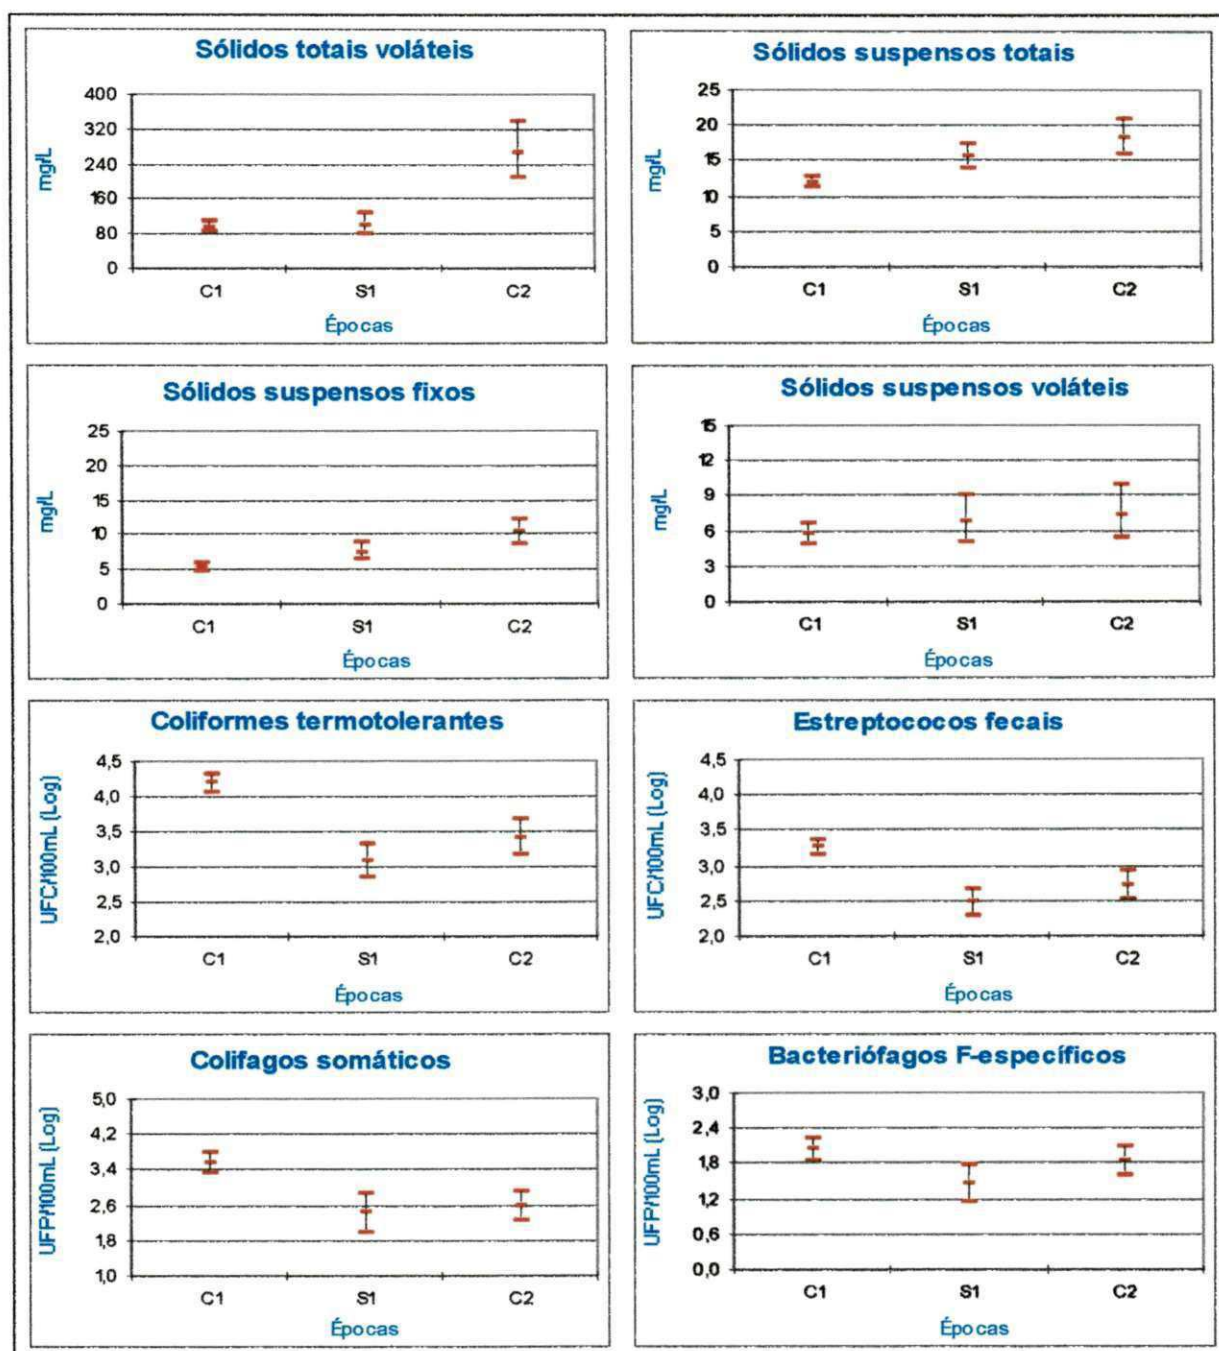 Sólidos totais voláteis
400
320
240
160
80
0
mg/L
C1 S1 C2
Épocas
Sólidos suspensos totais
25
20
15
10
5
0
mg/L
C1 S1 C2
Épocas
Sólidos suspensos fixos
25
20
15
10
5
0
mg/L
C1 S1 C2
Épocas
Sólidos suspensos voláteis
15
12
9
6
3
0
mg/L
C1 S1 C2
Épocas
Coliformes termotolerantes
4,5
4,0
3,5
3,0
2,5
2,0
UFC/100mL (Log)
C1 S1 C2
Épocas
Estreptococos fecais
4,5
4,0
3,5
3,0
2,5
2,0
UFC/100mL (Log)
C1 S1 C2
Épocas
Colifagos somáticos
5,0
4,2
3,4
2,6
1,8
1,0
UFP/100mL (Log)
C1 S1 C2
Épocas
Bacteriófagos F-específicos
3,0
2,4
1,8
1,2
0,6
0,0
UFP/100mL (Log)
C1 S1 C2
Épocas